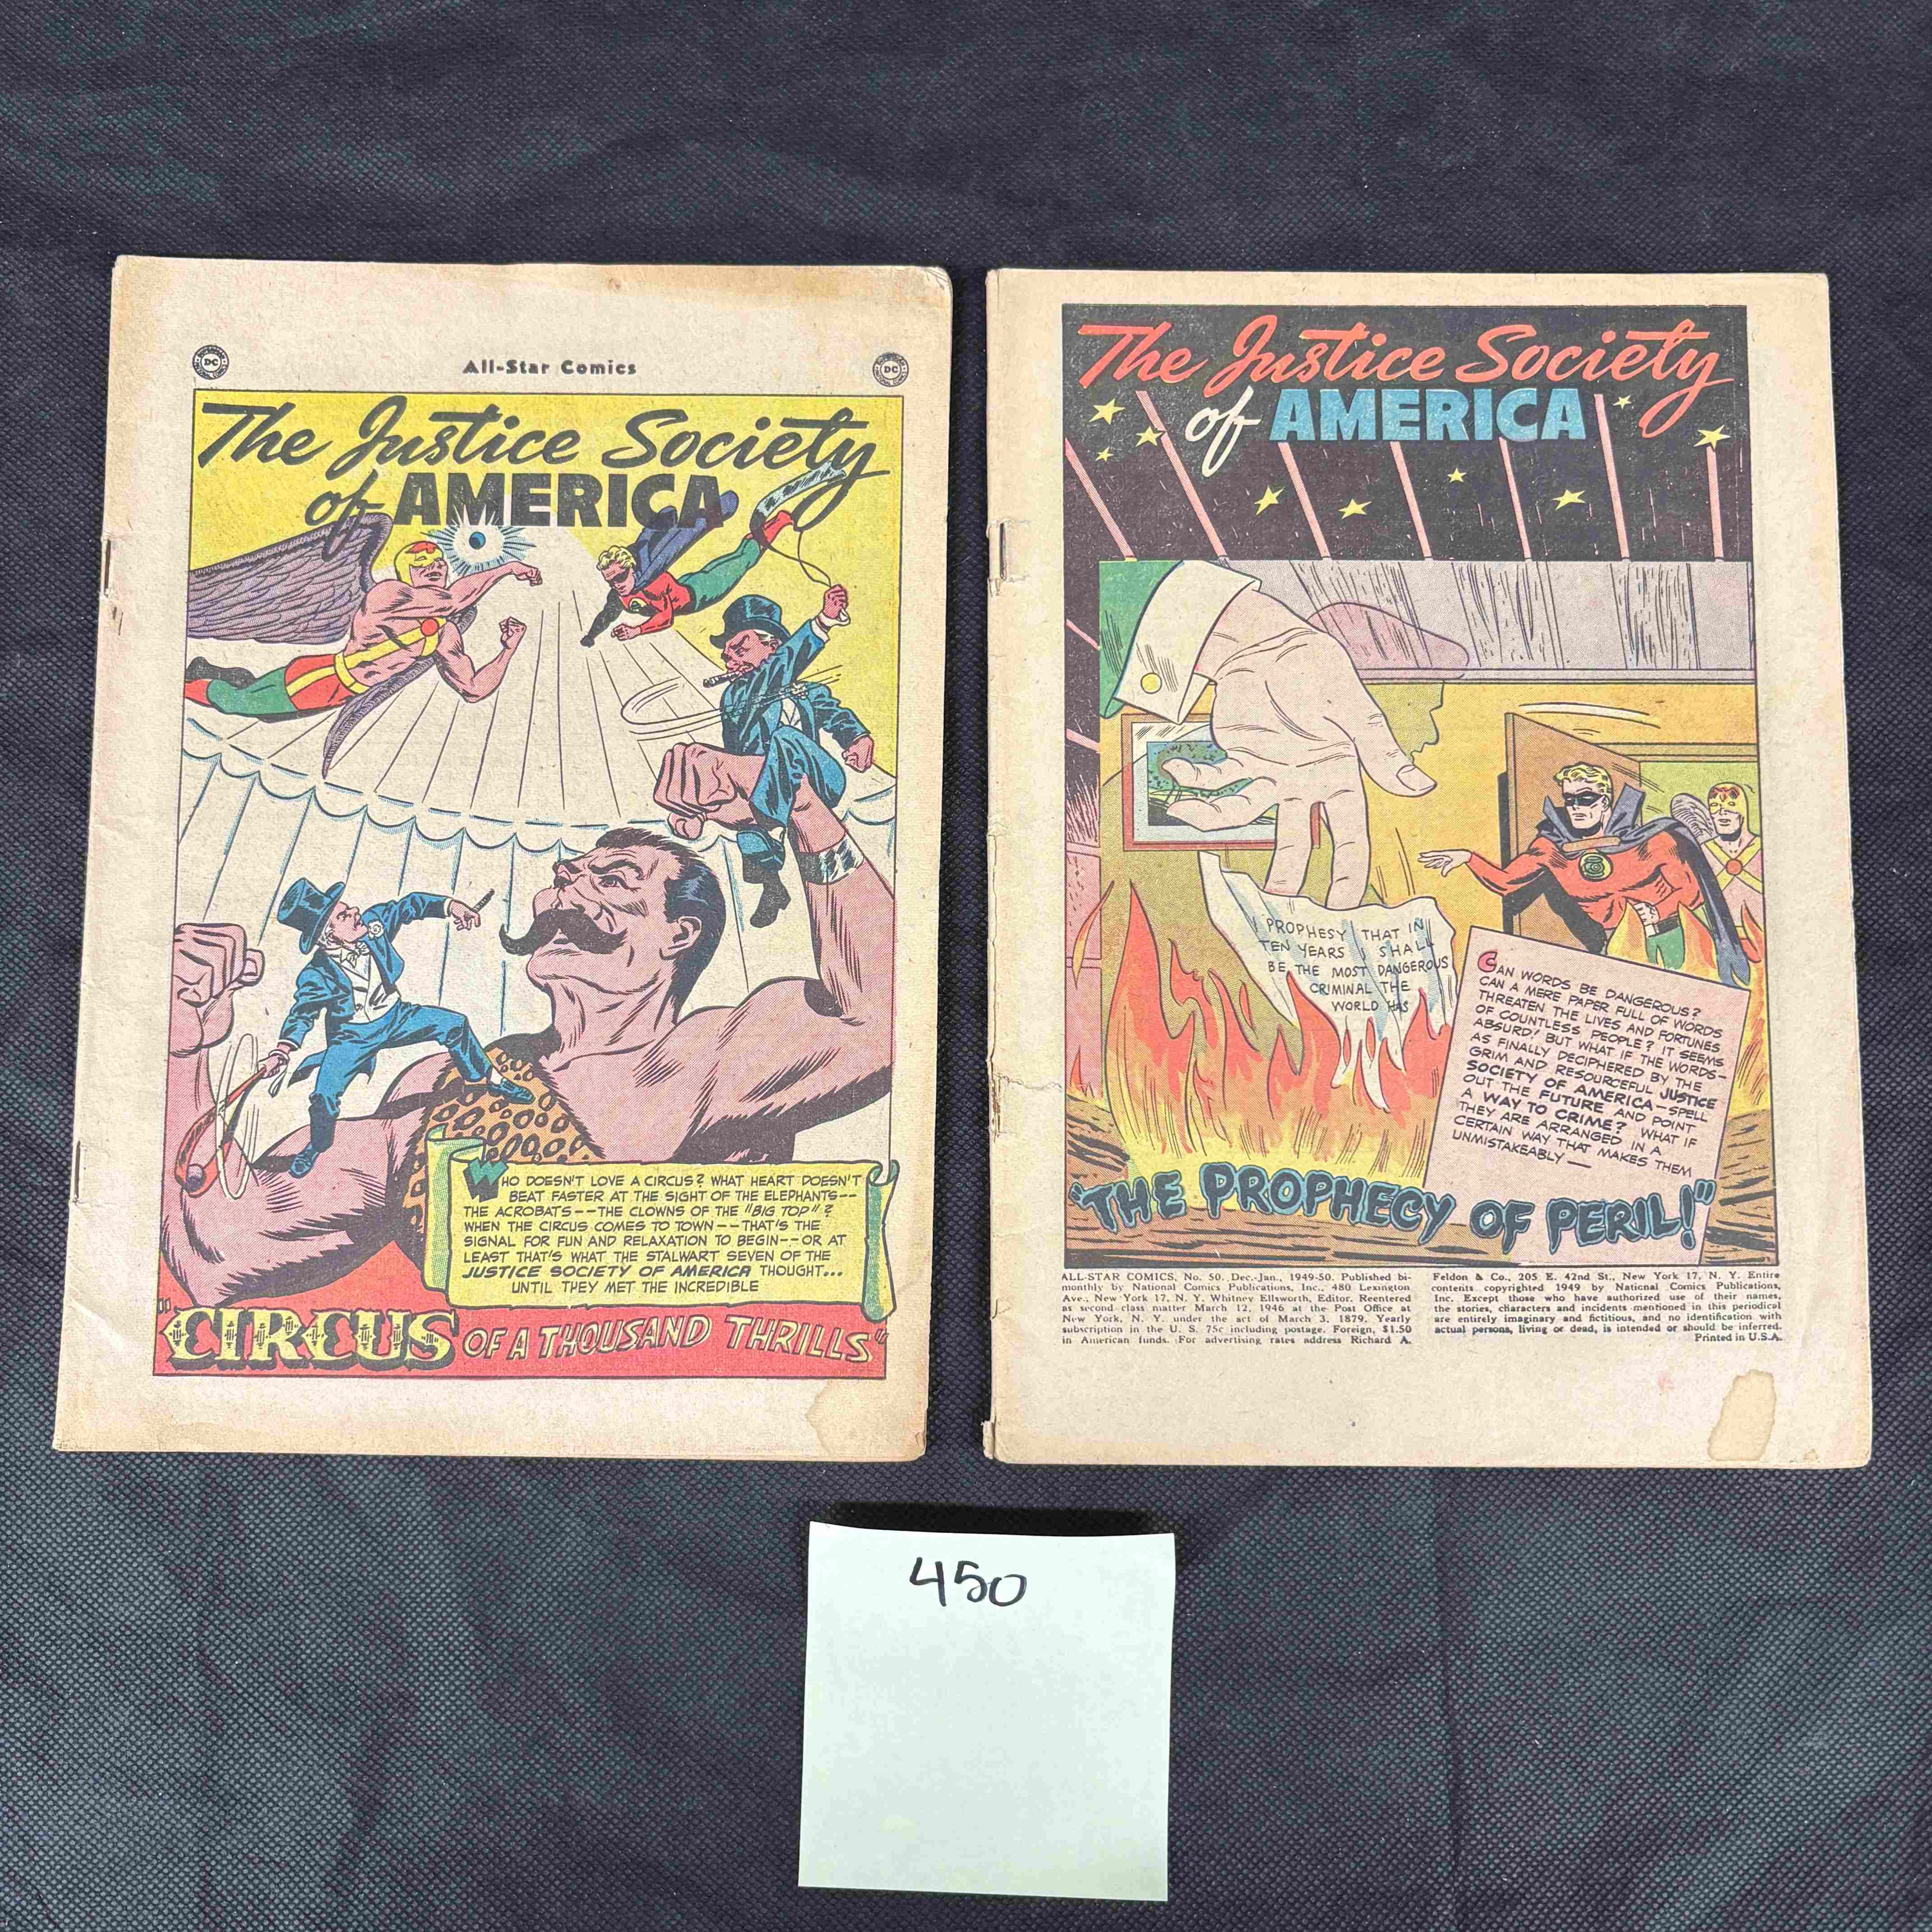 All-Star Comics
DC
DC
The Justice Society
of AMERICA
WHO DOESN'T LOVE A CIRCUS? WHAT HEART DOESN'T
BEAT FASTER AT THE SIGHT OF THE ELEPHANTS--
THE ACROBATS--THE CLOWNS OF THE "BIG TOP"?
WHEN THE CIRCUS COMES TO TOWN--THAT'S THE
SIGNAL FOR FUN AND RELAXATION TO BEGIN--OR AT
LEAST THAT'S WHAT THE STALWART SEVEN OF THE
JUSTICE SOCIETY OF AMERICA THOUGHT...
UNTIL THEY MET THE INCREDIBLE
"CIRCUS OF A THOUSAND THRILLS"
The Justice Society
of AMERICA
I PROPHESY THAT IN
TEN YEARS I SHALL
BE THE MOST DANGEROUS
CRIMINAL THE
WORLD HAS
CAN WORDS BE DANGEROUS?
CAN A MERE PAPER FULL OF WORDS
THREATEN THE LIVES AND FORTUNES
OF COUNTLESS PEOPLE? IT SEEMS
ABSURD! BUT WHAT IF THE WORDS-
AS FINALLY DECIPHERED BY THE
GRIM AND RESOURCEFUL JUSTICE
SOCIETY OF AMERICA-SPELL
OUT THE FUTURE AND POINT
A WAY TO CRIME? WHAT IF
THEY ARE ARRANGED IN A
CERTAIN WAY THAT MAKES THEM
UNMISTAKEABLY—
"THE PROPHECY OF PERIL!"
ALL-STAR COMICS, No. 50, Dec.-Jan., 1949-50. Published bi-
monthly by National Comics Publications, Inc., 480 Lexington
Ave., New York 17, N. Y. Whitney Ellsworth, Editor. Reentered
as second class matter March 12, 1946 at the Post Office at
New York, N. Y. under the act of March 3, 1879. Yearly
subscription in the U. S. 75c including postage. Foreign, $1.50
in American funds. For advertising rates address Richard A.
Feldon & Co., 205 E. 42nd St., New York 17, N. Y. Entire
contents copyrighted 1949 by National Comics Publications,
Inc. Except those who have authorized use of their names,
the stories, characters and incidents mentioned in this periodical
are entirely imaginary and fictitious, and no identification with
actual persons, living or dead, is intended or should be inferred.
Printed in U.S.A.
450